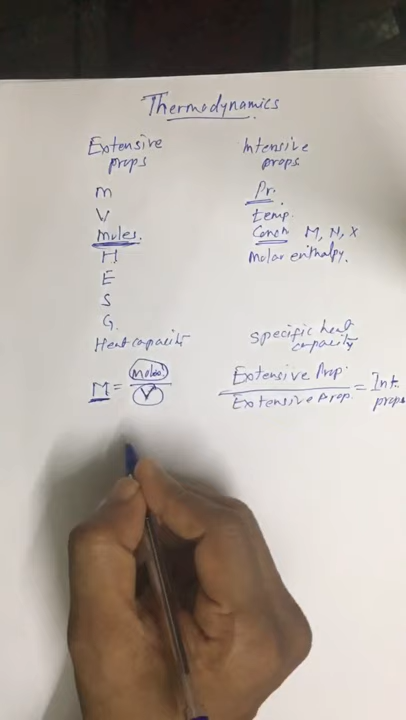 Thermodynamics
Extensive props
m
V
Moles.
H
E
S
G.
Heat capacity
M = Moles / V
Intensive props
Pr.
temp.
Concn M, N, X
Molar enthalpy.
Specific heat capacity
Extensive Prop. / Extensive Prop. = Int. props